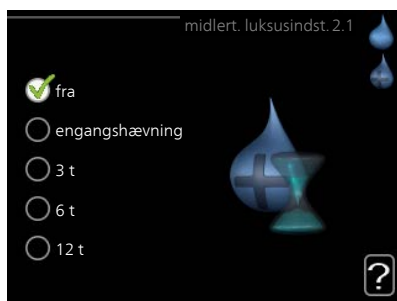 midlert. luksusindst. 2.1
fra
engangshævning
3 t
6 t
12 t
?